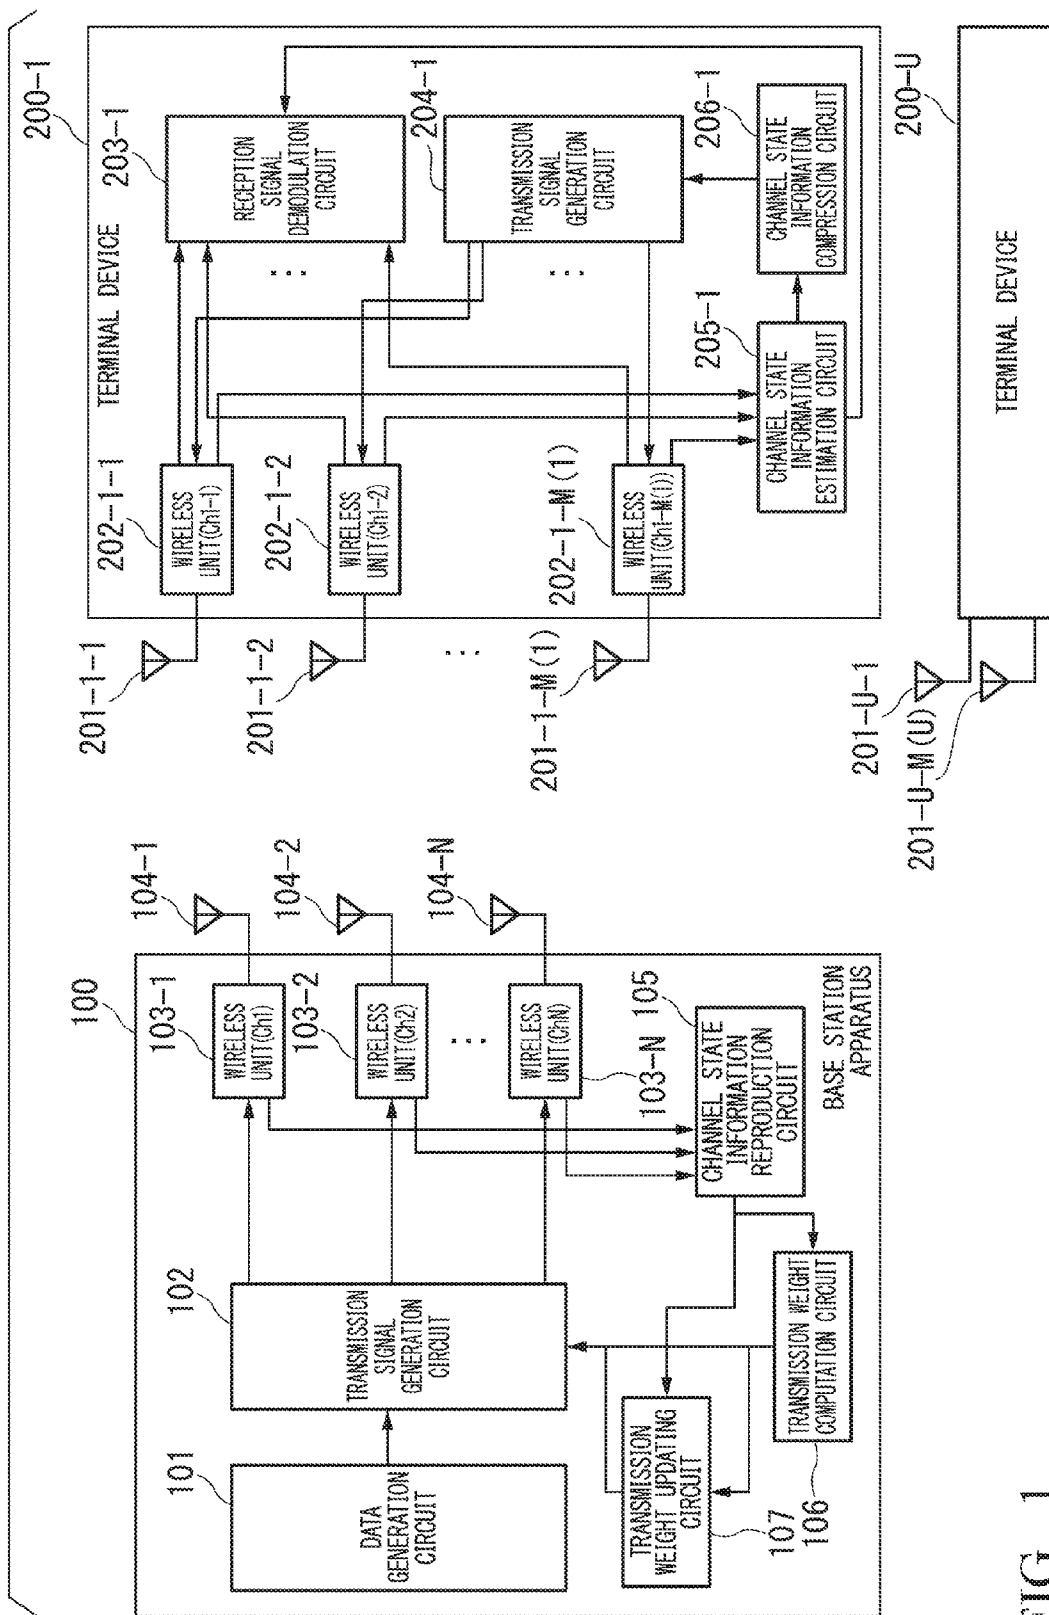 100
101
DATA
GENERATION
CIRCUIT
102
TRANSMISSION
SIGNAL
GENERATION
CIRCUIT
103-1
WIRELESS
UNIT(Ch1)
104-1
103-2
WIRELESS
UNIT(Ch2)
104-2
...
WIRELESS
UNIT(ChN)
104-N
103-N
105
CHANNEL STATE
INFORMATION
REPRODUCTION
CIRCUIT
TRANSMISSION
WEIGHT UPDATING
CIRCUIT
107
TRANSMISSION WEIGHT
COMPUTATION CIRCUIT
106
BASE STATION
APPARATUS
200-1
TERMINAL DEVICE
201-1-1
202-1-1
WIRELESS
UNIT(Ch1-1)
201-1-2
202-1-2
WIRELESS
UNIT(Ch1-2)
...
201-1-M(1)
202-1-M(1)
WIRELESS
UNIT(Ch1-M(1))
203-1
RECEPTION
SIGNAL
DEMODULATION
CIRCUIT
...
204-1
TRANSMISSION
SIGNAL
GENERATION
CIRCUIT
...
205-1
CHANNEL STATE
INFORMATION
ESTIMATION CIRCUIT
206-1
CHANNEL STATE
INFORMATION
COMPRESSION CIRCUIT
200-U
201-U-1
201-U-M(U)
TERMINAL DEVICE
FIG. 1